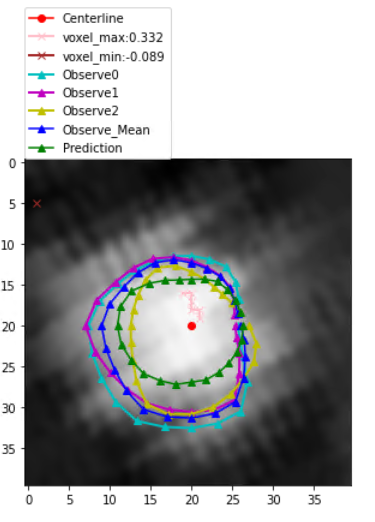 Centerline
voxel_max:0.332
voxel_min:-0.089
Observe0
Observe1
Observe2
Observe_Mean
Prediction
0
5
10
15
20
25
30
35
0 5 10 15 20 25 30 35